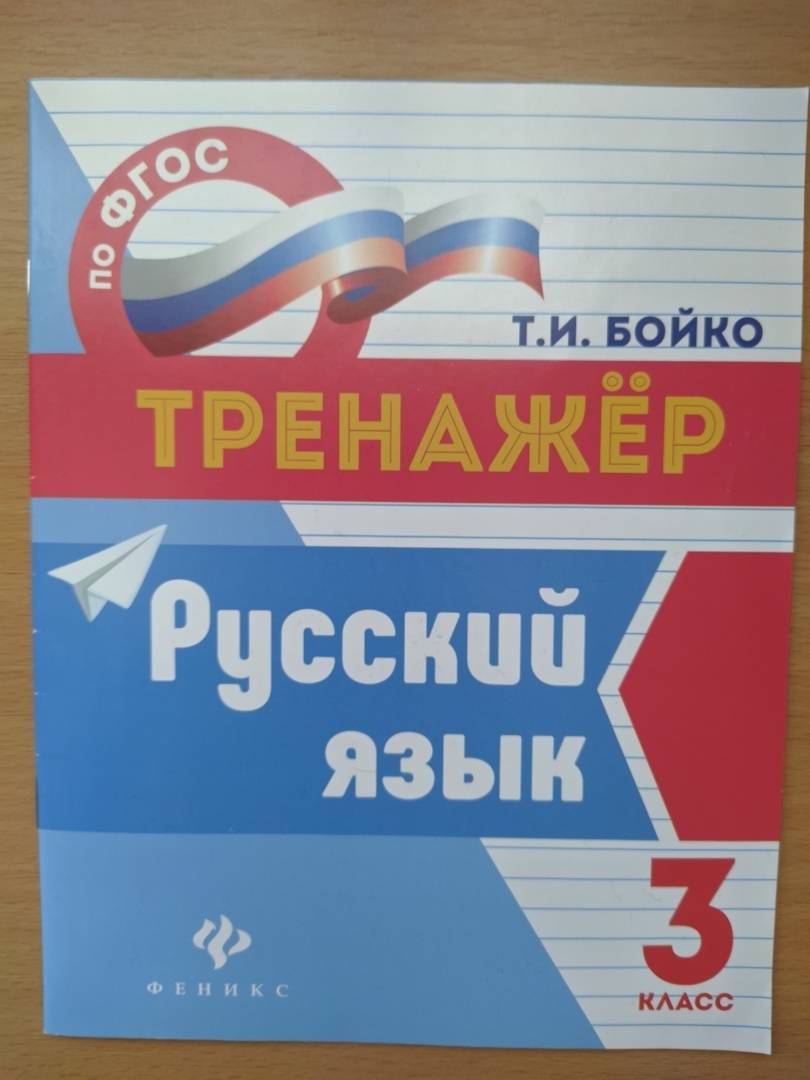 по ФГОС
Т.И. БОЙКО
ТРЕНАЖЁР
Русский
язык
3
КЛАСС
ФЕНИКС